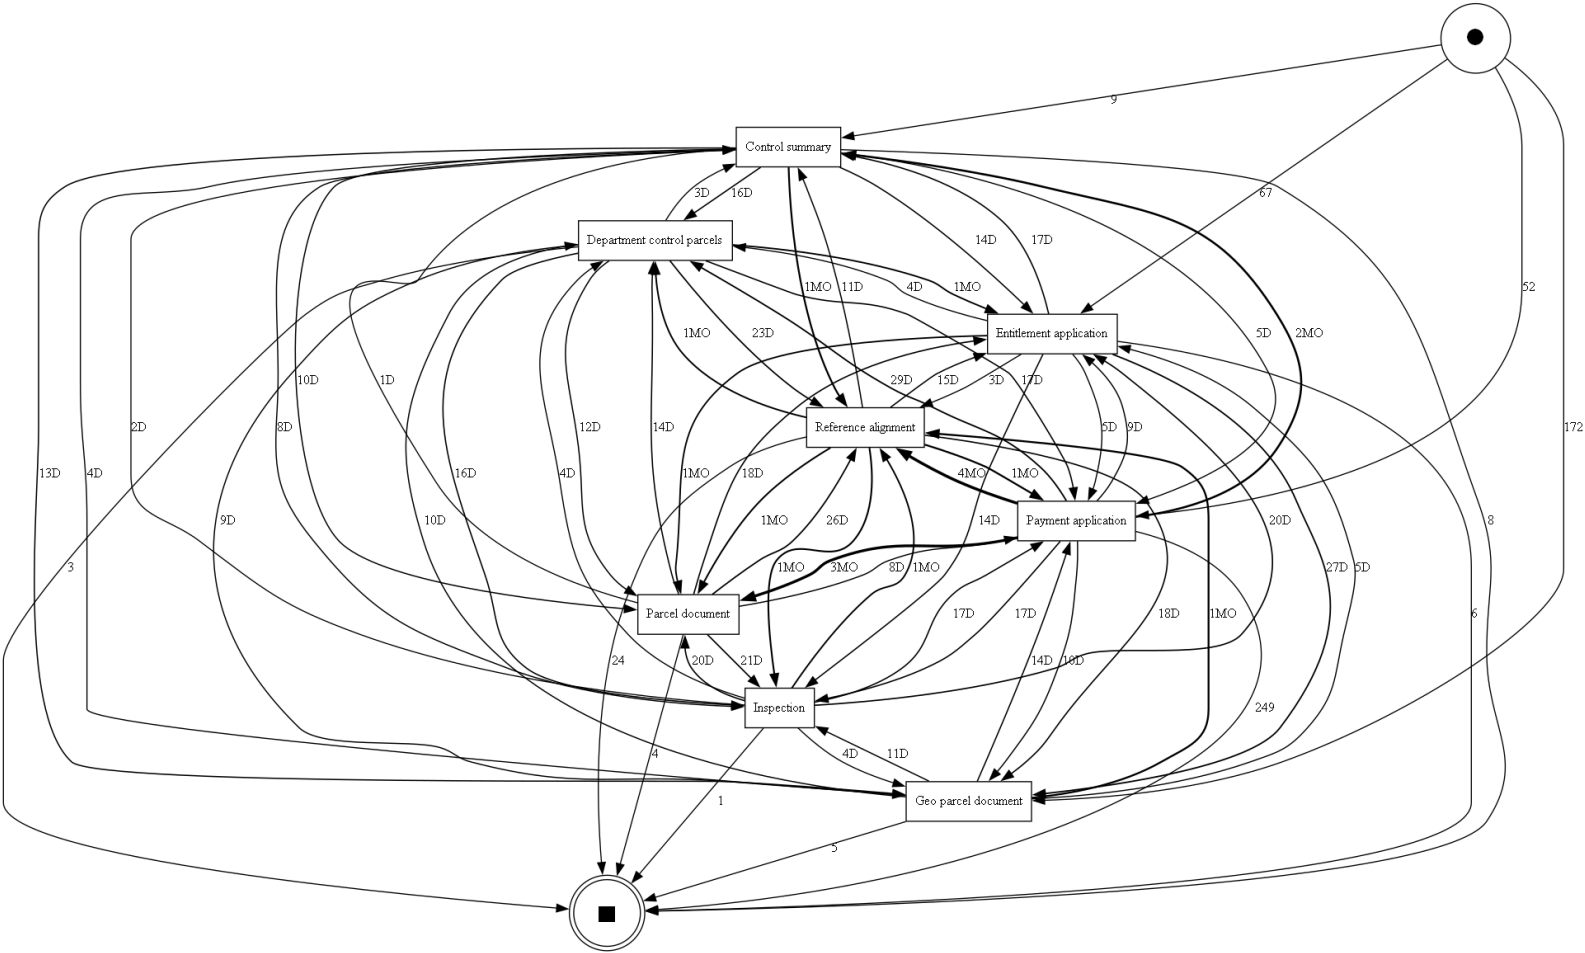 9
Control summary
3D
16D
67
Department control parcels
14D
17D
1MO
11D
4D
1MO
52
Entitlement application
1MO
23D
5D
2MO
10D
1D
29D
17D
15D
3D
2D
8D
12D
14D
Reference alignment
5D
9D
172
13D
4D
16D
4D
1MO
18D
4MO
1MO
9D
10D
1MO
26D
Payment application
14D
20D
8
3
3MO
8D
1MO
1MO
27D
5D
Parcel document
17D
17D
18D
1MO
6
24
20D
21D
14D
10D
Inspection
249
4
4D
11D
1
Geo parcel document
5